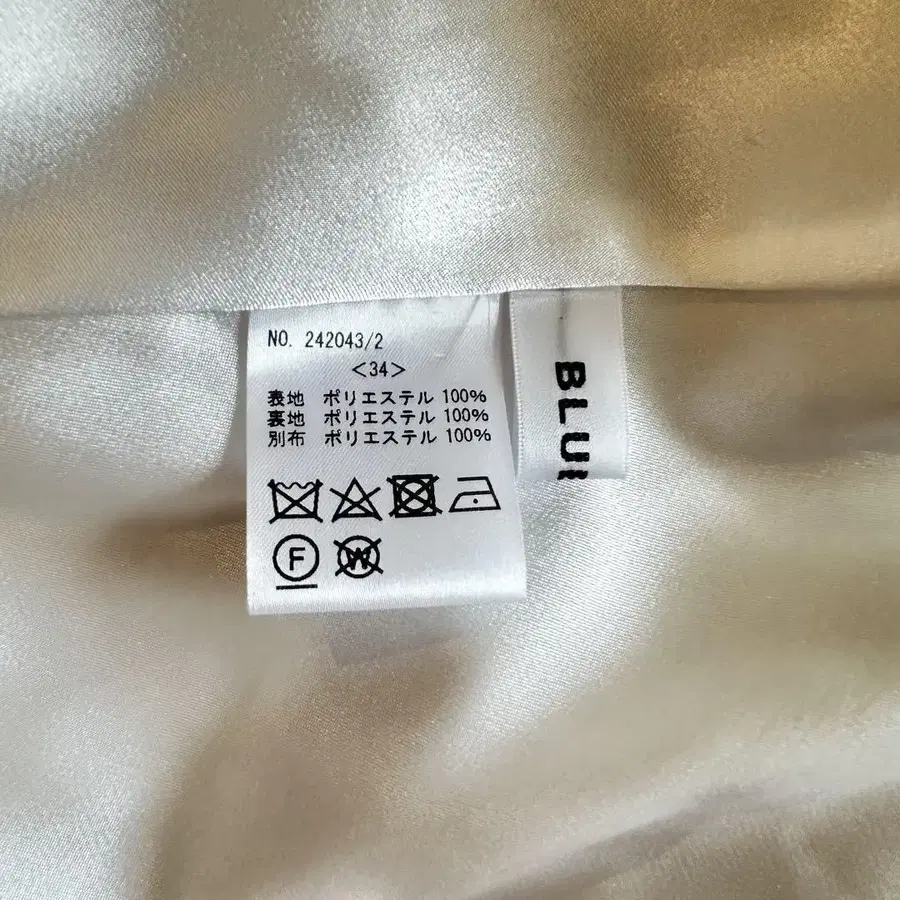 NO. 242043/2
<34>
表地 ポリエステル 100%
裏地 ポリエステル 100%
別布 ポリエステル 100%
F
W